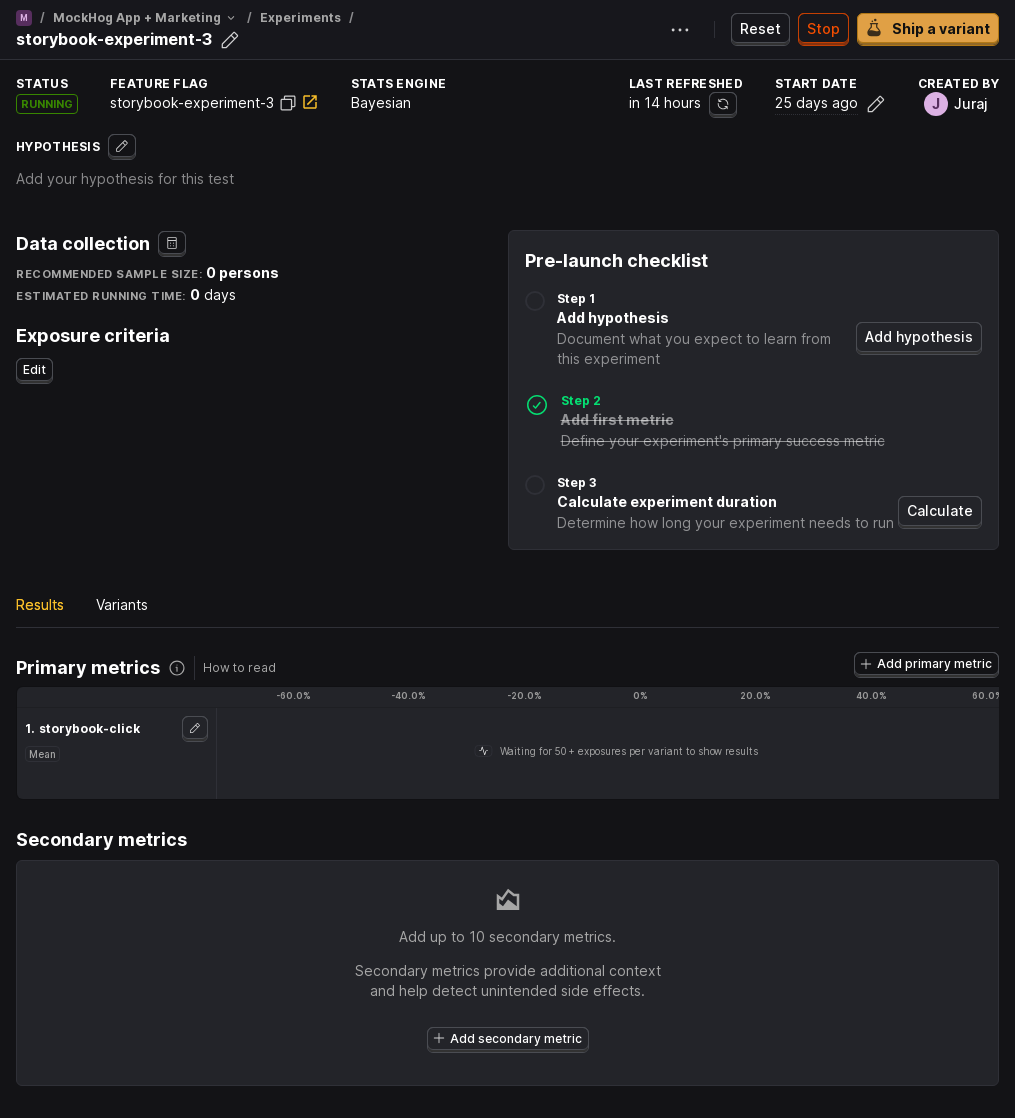 M / MockHog App + Marketing / Experiments /
storybook-experiment-3
Reset
Stop
Ship a variant
STATUS
RUNNING
FEATURE FLAG
storybook-experiment-3
STATS ENGINE
Bayesian
LAST REFRESHED
in 14 hours
START DATE
25 days ago
CREATED BY
J Juraj
HYPOTHESIS
Add your hypothesis for this test
Data collection
RECOMMENDED SAMPLE SIZE: 0 persons
ESTIMATED RUNNING TIME: 0 days
Exposure criteria
Edit
Pre-launch checklist
Step 1
Add hypothesis
Document what you expect to learn from
this experiment
Add hypothesis
Step 2
Add first metric
Define your experiment's primary success metric
Step 3
Calculate experiment duration
Determine how long your experiment needs to run
Calculate
Results Variants
Primary metrics
How to read
Add primary metric
-60.0% -40.0% -20.0% 0% 20.0% 40.0% 60.0%
1. storybook-click
Mean
Waiting for 50+ exposures per variant to show results
Secondary metrics
Add up to 10 secondary metrics.
Secondary metrics provide additional context
and help detect unintended side effects.
Add secondary metric